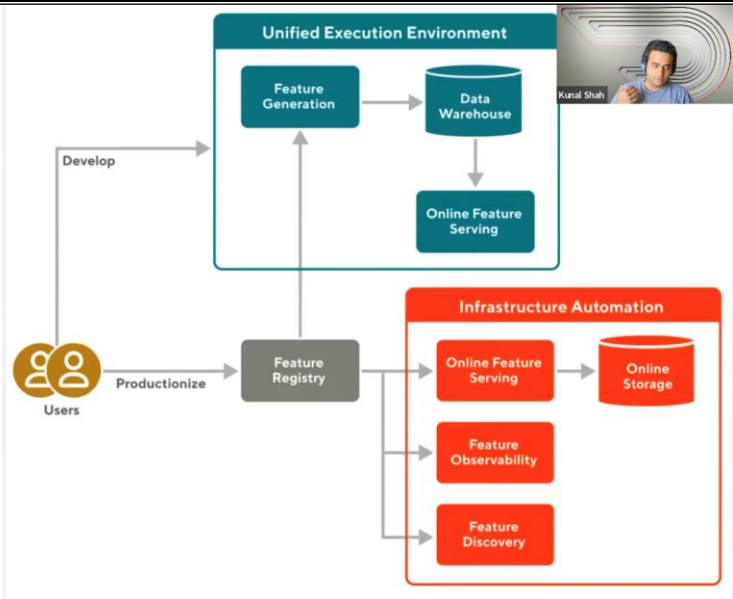 Unified Execution Environment
Kunal Shah
Feature
Generation
Data
Warehouse
Develop
Online Feature
Serving
Infrastructure Automation
Feature
Registry
Online Feature
Serving
Online
Storage
Productionize
Users
Feature
Observability
Feature
Discovery